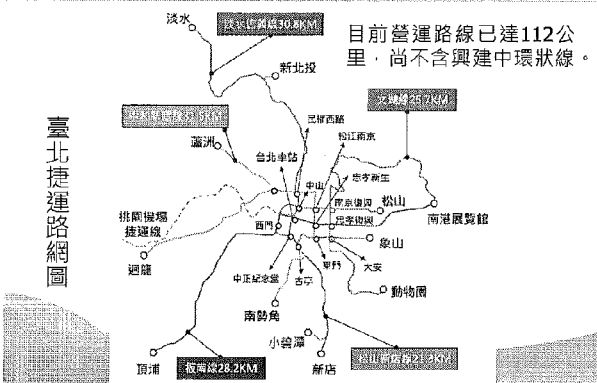 淡水
淡水信義線30.8KM
目前營運路線已達112公
里，尚不含興建中環狀線。
新北投
文湖線25.7KM
民權西路
蘆洲
松江南京
台北車站
忠孝新生
臺北捷運路網圖
中山
南京復興
松山
桃園機場
捷運線
西門
忠孝復興
南港展覽館
象山
迴龍
東門
大安
中正紀念堂
古亭
動物園
南勢角
小碧潭
頂埔
板南線28.2KM
新店
松山新店線21.3KM